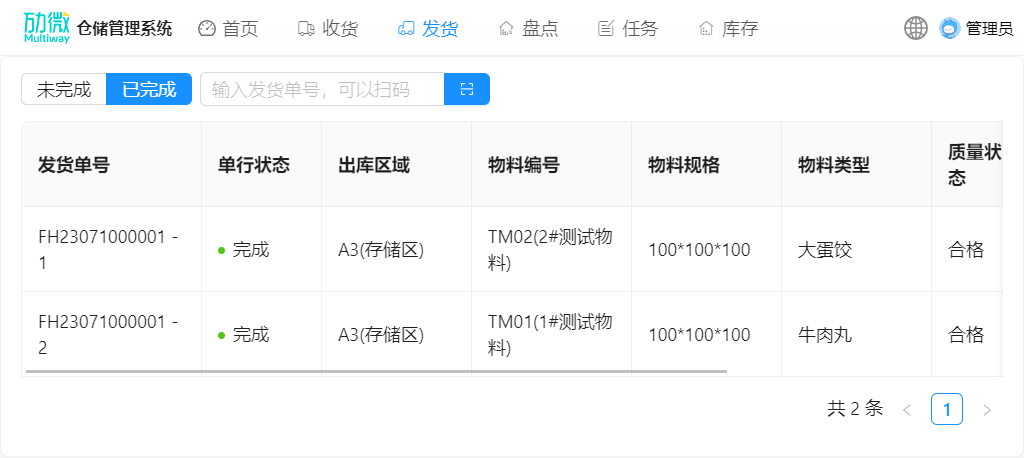 劢微 Multiway 仓储管理系统 首页 收货 发货 盘点 任务 库存 管理员
未完成 已完成 输入发货单号，可以扫码
发货单号 单行状态 出库区域 物料编号 物料规格 物料类型 质量状态
FH23071000001 - 1 完成 A3(存储区) TM02(2#测试物料) 100*100*100 大蛋饺 合格
FH23071000001 - 2 完成 A3(存储区) TM01(1#测试物料) 100*100*100 牛肉丸 合格
共 2 条 < 1 >